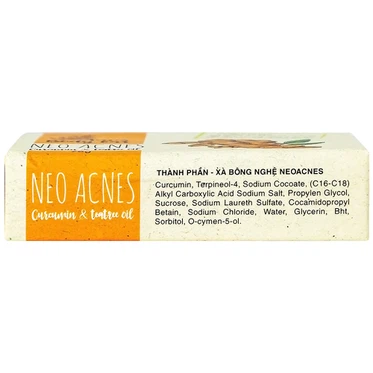 NEO ACNES
NEO ACNES
Curcumin & teatree oil
THÀNH PHẦN - XÀ BÔNG NGHỆ NEOACNES
Curcumin, Terpineol-4, Sodium Cocoate, (C16-C18)
Alkyl Carboxylic Acid Sodium Salt, Propylen Glycol,
Sucrose, Sodium Laureth Sulfate, Cocamidopropyl
Betain, Sodium Chloride, Water, Glycerin, Bht,
Sorbitol, O-cymen-5-ol.